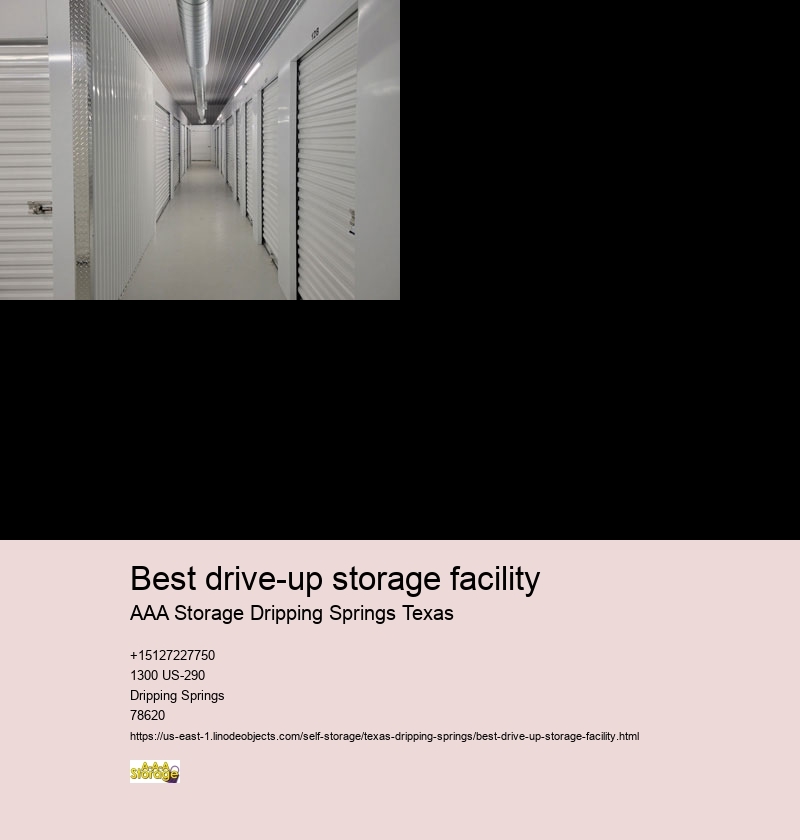 128
Best drive-up storage facility
AAA Storage Dripping Springs Texas
+15127227750
1300 US-290
Dripping Springs
78620
https://us-east-1.linodeobjects.com/self-storage/texas-dripping-springs/best-drive-up-storage-facility.html
AAA
Storage